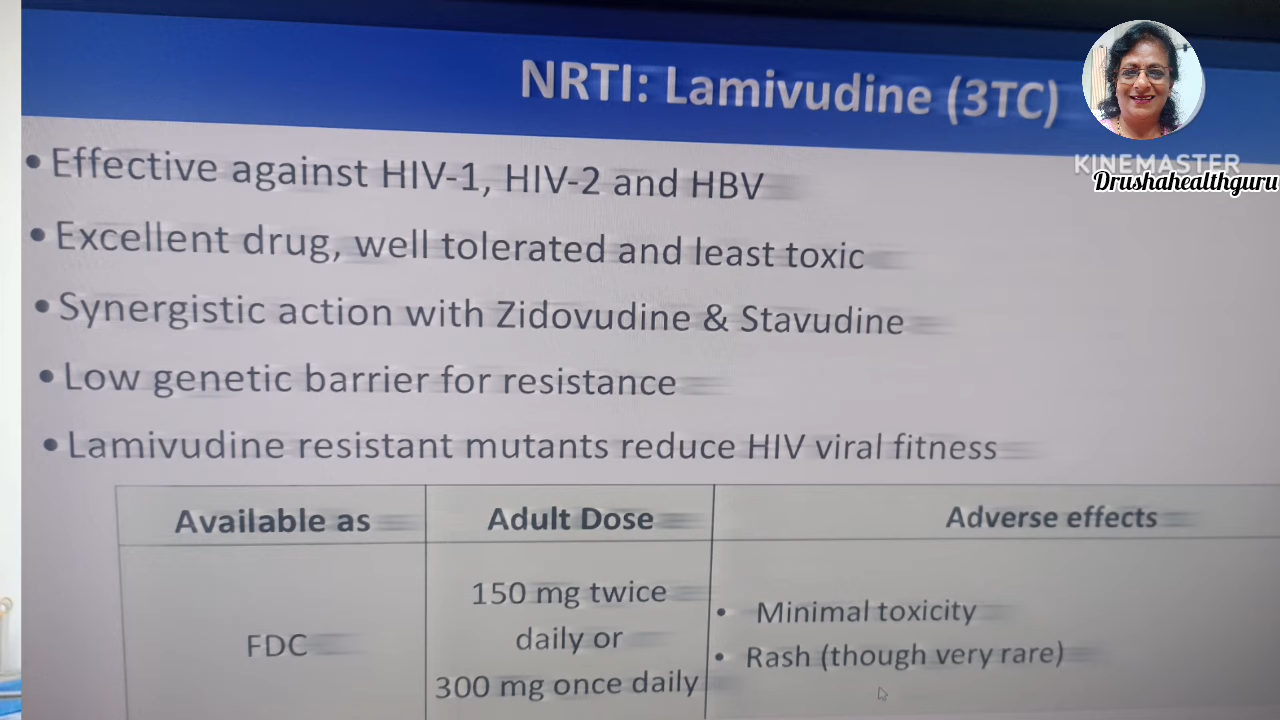 NRTI: Lamivudine (3TC)
KINEMASTER
Drushahealthguru
• Effective against HIV-1, HIV-2 and HBV
• Excellent drug, well tolerated and least toxic
• Synergistic action with Zidovudine & Stavudine
• Low genetic barrier for resistance
• Lamivudine resistant mutants reduce HIV viral fitness
Available as
Adult Dose
Adverse effects
FDC
150 mg twice
daily or
300 mg once daily
• Minimal toxicity
• Rash (though very rare)